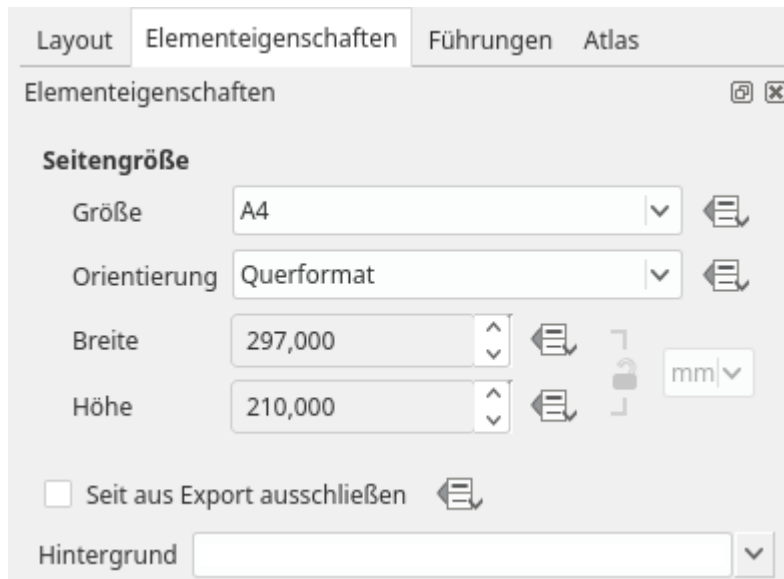 Layout Elementeigenschaften Führungen Atlas
Elementeigenschaften
Seitengröße
Größe A4
Orientierung Querformat
Breite 297,000
mm
Höhe 210,000
Seit aus Export ausschließen
Hintergrund